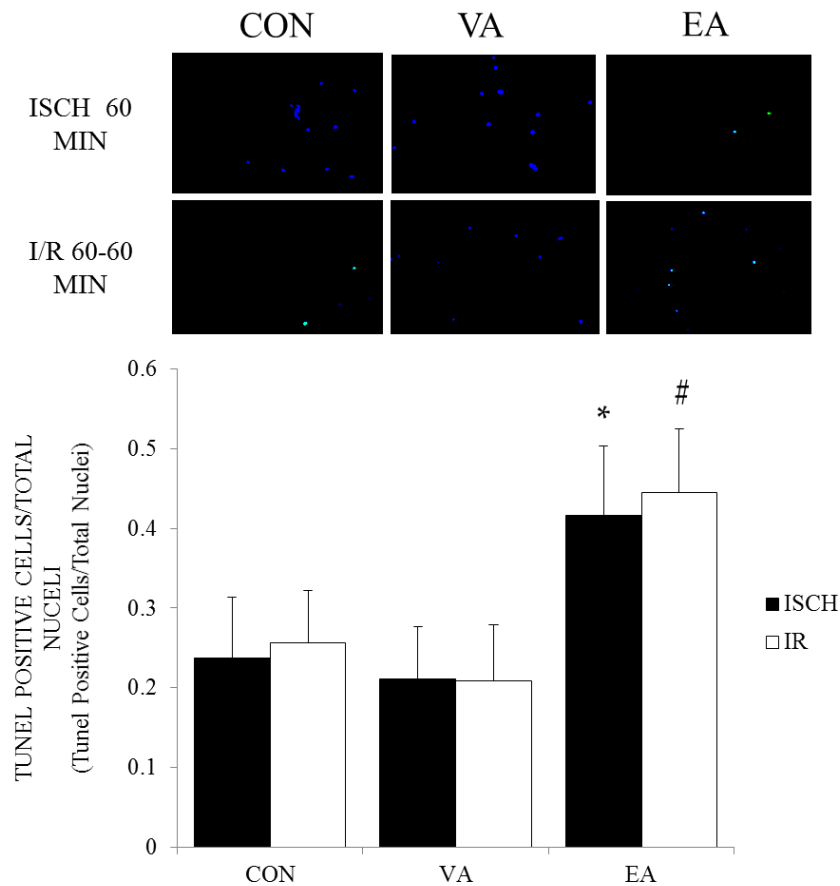 CON VA EA
ISCH 60
MIN
I/R 60-60
MIN
TUNEL POSITIVE CELLS/TOTAL
NUCELI
(Tunel Positive Cells/Total Nuclei)
0.6
0.5
0.4
0.3
0.2
0.1
0
*
#
CON VA EA
ISCH
IR